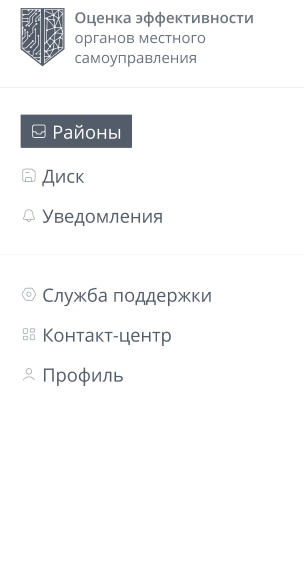 Оценка эффективности
органов местного
самоуправления
Районы
Диск
Уведомления
Служба поддержки
Контакт-центр
Профиль